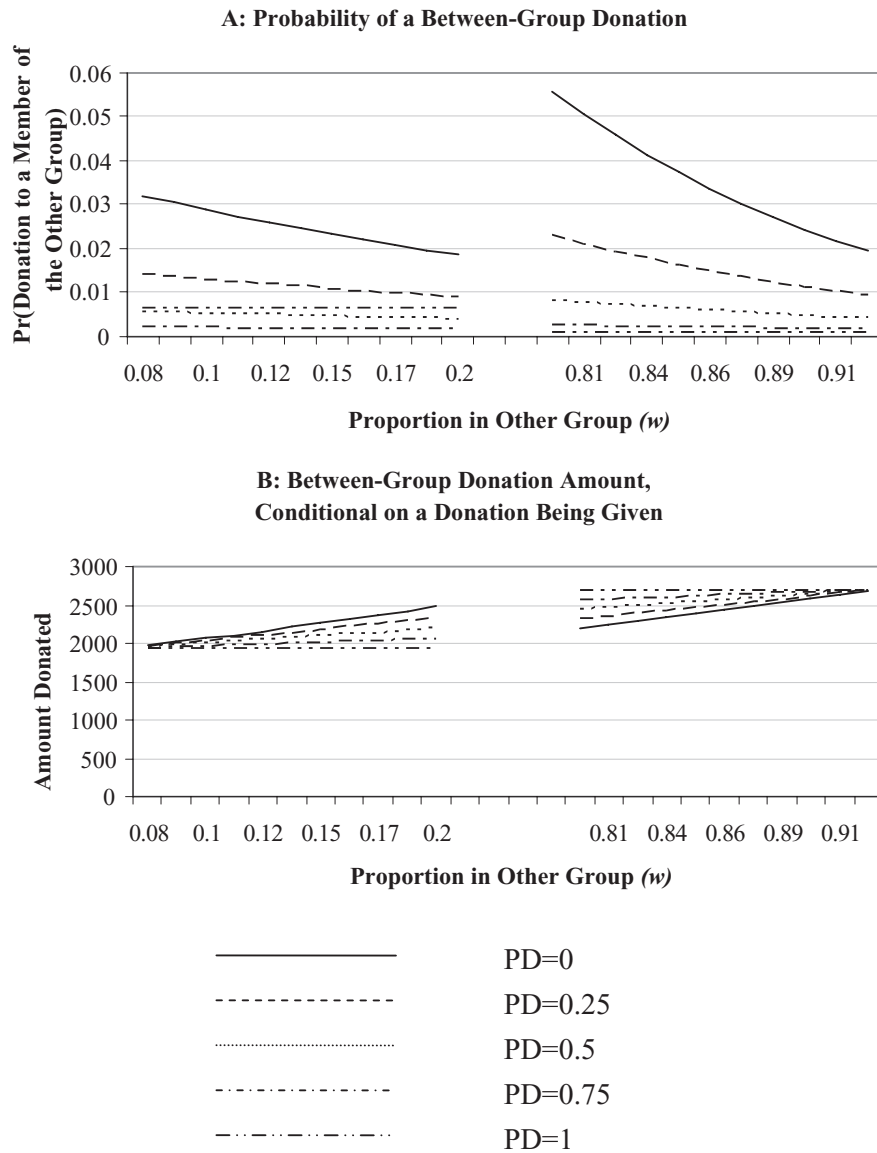 A: Probability of a Between-Group Donation
Pr(Donation to a Member of
the Other Group)
0.06
0.05
0.04
0.03
0.02
0.01
0
0.08 0.1 0.12 0.15 0.17 0.2 0.81 0.84 0.86 0.89 0.91
Proportion in Other Group (w)
B: Between-Group Donation Amount,
Conditional on a Donation Being Given
Amount Donated
3000
2500
2000
1500
1000
500
0
0.08 0.1 0.12 0.15 0.17 0.2 0.81 0.84 0.86 0.89 0.91
Proportion in Other Group (w)
PD=0
PD=0.25
PD=0.5
PD=0.75
PD=1